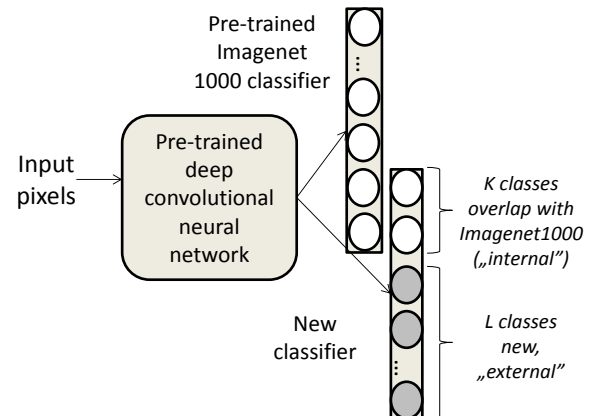 Pre-trained
Imagenet
1000 classifier
...
Input
pixels
Pre-trained
deep
convolutional
neural
network
K classes
overlap with
Imagenet1000
(„internal”)
New
classifier
...
L classes
new,
„external”